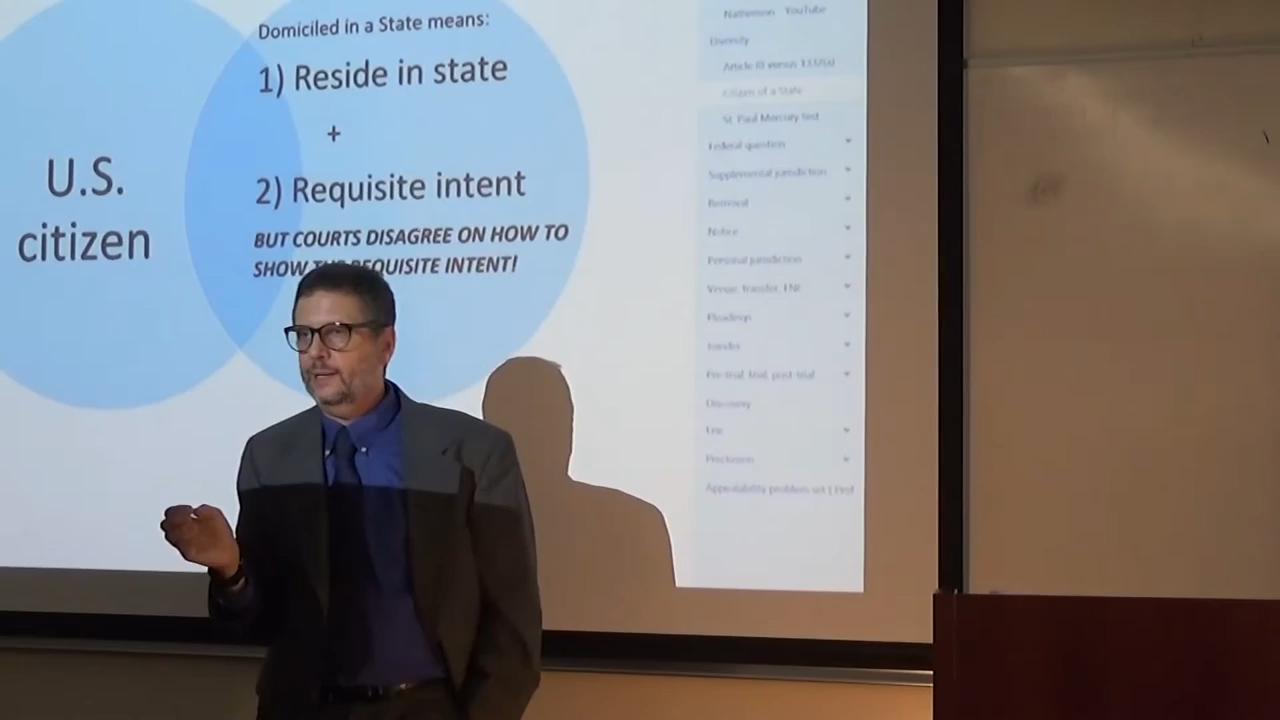 Domiciled in a State means:
1) Reside in state
+
2) Requisite intent
BUT COURTS DISAGREE ON HOW TO
SHOW REQUISITE INTENT!
U.S.
citizen
YouTube
Diversity
Article III versus
Citizen of a State
St. Paul Mercury test
Federal question
Supplemental jurisdiction
Removal
Notice
Personal jurisdiction
Venue, transfer, FNC
Pleadings
Joinder
Pre-trial, trial, post-trial
Discovery
Erie
Preclusion
Appealability problem set | Prof